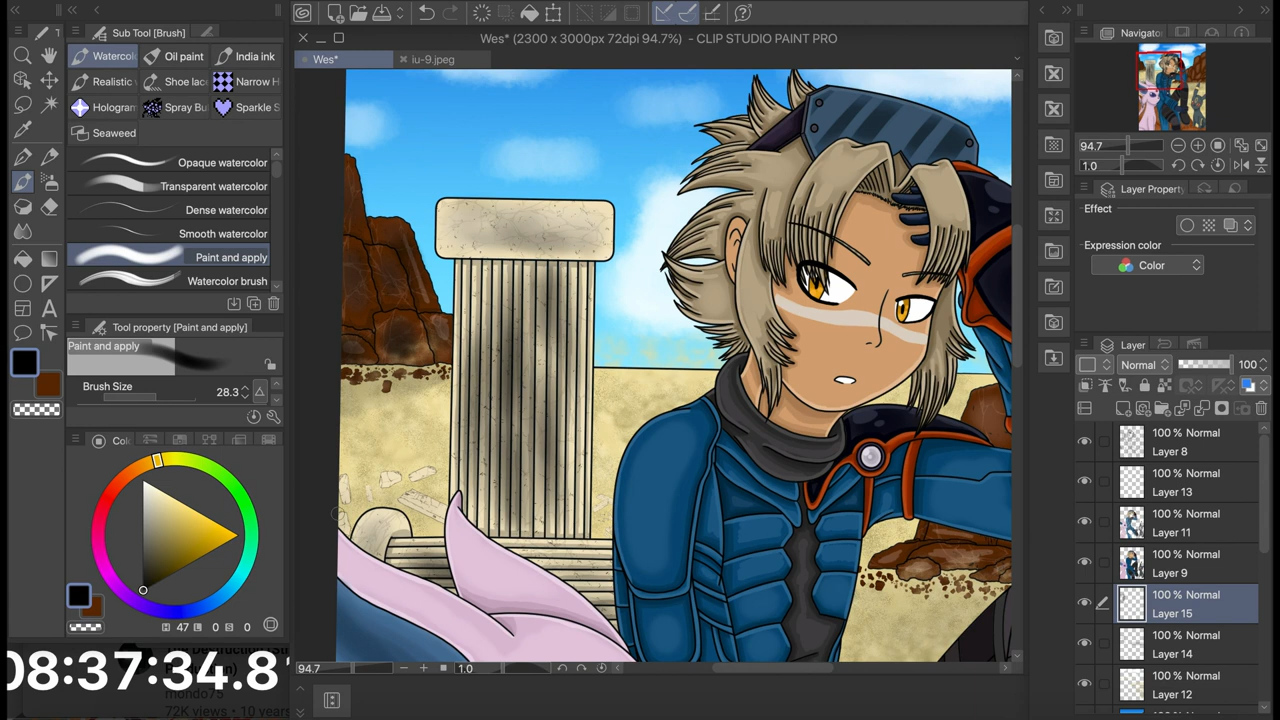 Sub Tool [Brush]
Oil paint
India ink
Realistic
Shoe lac
Narrow H
Hologram
Spray Bu
Sparkle S
Seaweed
Opaque watercolor
Transparent watercolor
Dense watercolor
Smooth watercolor
Paint and apply
Watercolor brush
Tool property [Paint and apply]
Paint and apply
Brush Size
28.3
Co
H 47 L 0 S 0
08:37:34.8
mondo75
72K views • 10 years
Wes* (2300 x 3000px 72dpi 94.7%) - CLIP STUDIO PAINT PRO
Wes*
iu-9.jpeg
94.7
1.0
Navigator
94.7
1.0
Layer Property
Effect
Expression color
Color
Layer
Normal
100
100 % Normal
Layer 8
100 % Normal
Layer 13
100 % Normal
Layer 11
100 % Normal
Layer 9
100 % Normal
Layer 15
100 % Normal
Layer 14
100 % Normal
Layer 12